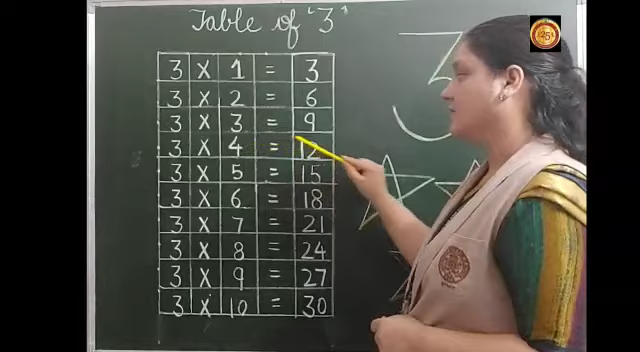 Table of '3'
3 X 1 = 3
3 X 2 = 6
3 X 3 = 9
3 X 4 = 12
3 X 5 = 15
3 X 6 = 18
3 X 7 = 21
3 X 8 = 24
3 X 9 = 27
3 X 10 = 30